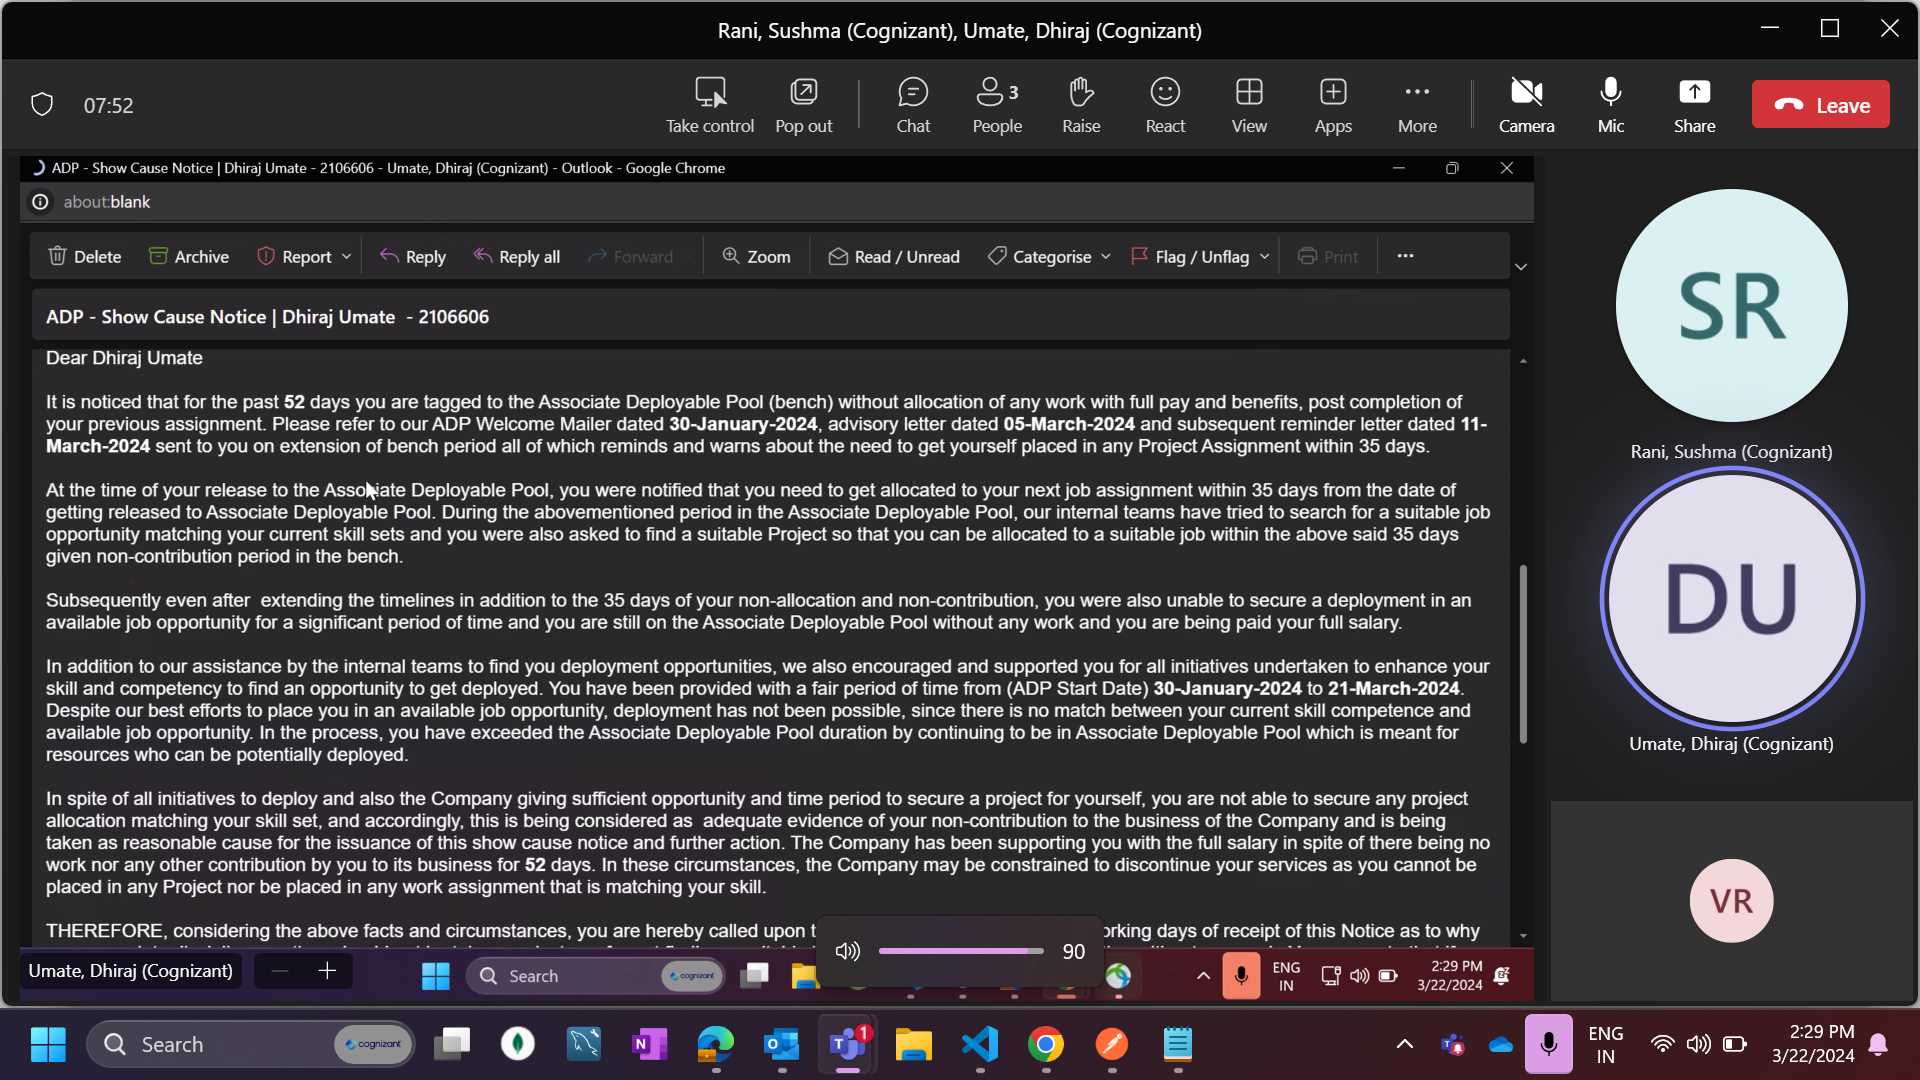 Rani, Sushma (Cognizant), Umate, Dhiraj (Cognizant)
07:52
Take control
Pop out
Chat
3
People
Raise
React
View
Apps
More
Camera
Mic
Share
Leave
ADP - Show Cause Notice | Dhiraj Umate - 2106606 - Umate, Dhiraj (Cognizant) - Outlook - Google Chrome
about:blank
Delete
Archive
Report
Reply
Reply all
Forward
Zoom
Read / Unread
Categorise
Flag / Unflag
Print
ADP - Show Cause Notice | Dhiraj Umate - 2106606
Dear Dhiraj Umate
It is noticed that for the past 52 days you are tagged to the Associate Deployable Pool (bench) without allocation of any work with full pay and benefits, post completion of
your previous assignment. Please refer to our ADP Welcome Mailer dated 30-January-2024, advisory letter dated 05-March-2024 and subsequent reminder letter dated 11-
March-2024 sent to you on extension of bench period all of which reminds and warns about the need to get yourself placed in any Project Assignment within 35 days.
At the time of your release to the Associate Deployable Pool, you were notified that you need to get allocated to your next job assignment within 35 days from the date of
getting released to Associate Deployable Pool. During the abovementioned period in the Associate Deployable Pool, our internal teams have tried to search for a suitable job
opportunity matching your current skill sets and you were also asked to find a suitable Project so that you can be allocated to a suitable job within the above said 35 days
given non-contribution period in the bench.
Subsequently even after extending the timelines in addition to the 35 days of your non-allocation and non-contribution, you were also unable to secure a deployment in an
available job opportunity for a significant period of time and you are still on the Associate Deployable Pool without any work and you are being paid your full salary.
In addition to our assistance by the internal teams to find you deployment opportunities, we also encouraged and supported you for all initiatives undertaken to enhance your
skill and competency to find an opportunity to get deployed. You have been provided with a fair period of time from (ADP Start Date) 30-January-2024 to 21-March-2024.
Despite our best efforts to place you in an available job opportunity, deployment has not been possible, since there is no match between your current skill competence and
available job opportunity. In the process, you have exceeded the Associate Deployable Pool duration by continuing to be in Associate Deployable Pool which is meant for
resources who can be potentially deployed.
In spite of all initiatives to deploy and also the Company giving sufficient opportunity and time period to secure a project for yourself, you are not able to secure any project
allocation matching your skill set, and accordingly, this is being considered as adequate evidence of your non-contribution to the business of the Company and is being
taken as reasonable cause for the issuance of this show cause notice and further action. The Company has been supporting you with the full salary in spite of there being no
work nor any other contribution by you to its business for 52 days. In these circumstances, the Company may be constrained to discontinue your services as you cannot be
placed in any Project nor be placed in any work assignment that is matching your skill.
THEREFORE, considering the above facts and circumstances, you are hereby called upon t orking days of receipt of this Notice as to why
90
SR
Rani, Sushma (Cognizant)
DU
Umate, Dhiraj (Cognizant)
VR
Umate, Dhiraj (Cognizant)
Search
cognizant
ENG
IN
2:29 PM
3/22/2024
Search
cognizant
1
ENG
IN
2:29 PM
3/22/2024